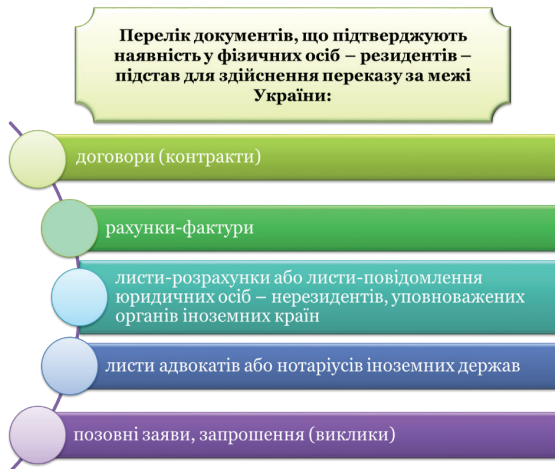 Перелік документів, що підтверджують
наявність у фізичних осіб – резидентів –
підстав для здійснення переказу за межі
України:
договори (контракти)
рахунки-фактури
листи-розрахунки або листи-повідомлення
юридичних осіб – нерезидентів, уповноважених
органів іноземних країн
листи адвокатів або нотаріусів іноземних держав
позовні заяви, запрошення (виклики)